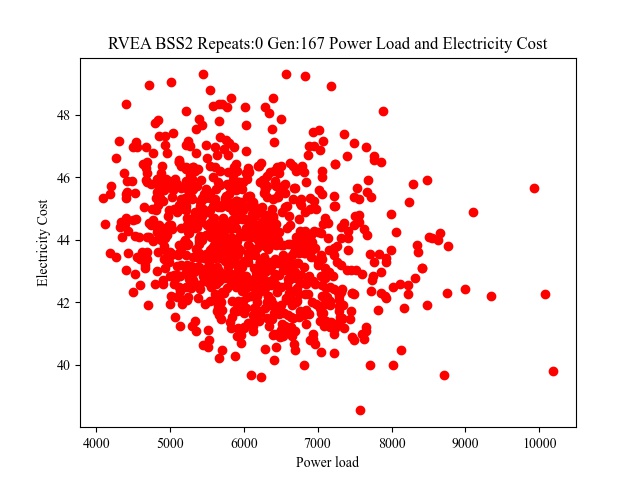 RVEA BSS2 Repeats:0 Gen:167 Power Load and Electricity Cost
48
46
44
42
40
Electricity Cost
4000 5000 6000 7000 8000 9000 10000
Power load